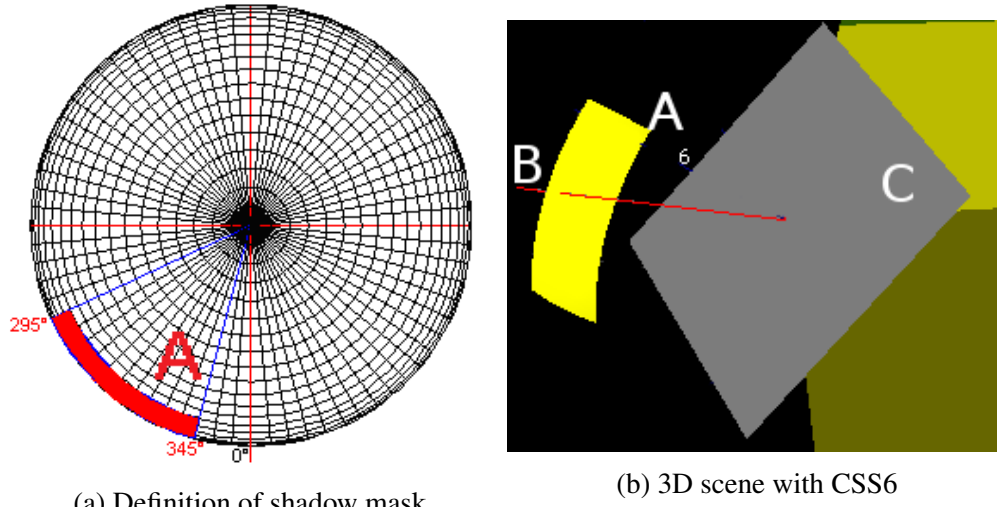 A
295°
345°
0°
A
B
6
C
(a) Definition of shadow mask
(b) 3D scene with CSS6